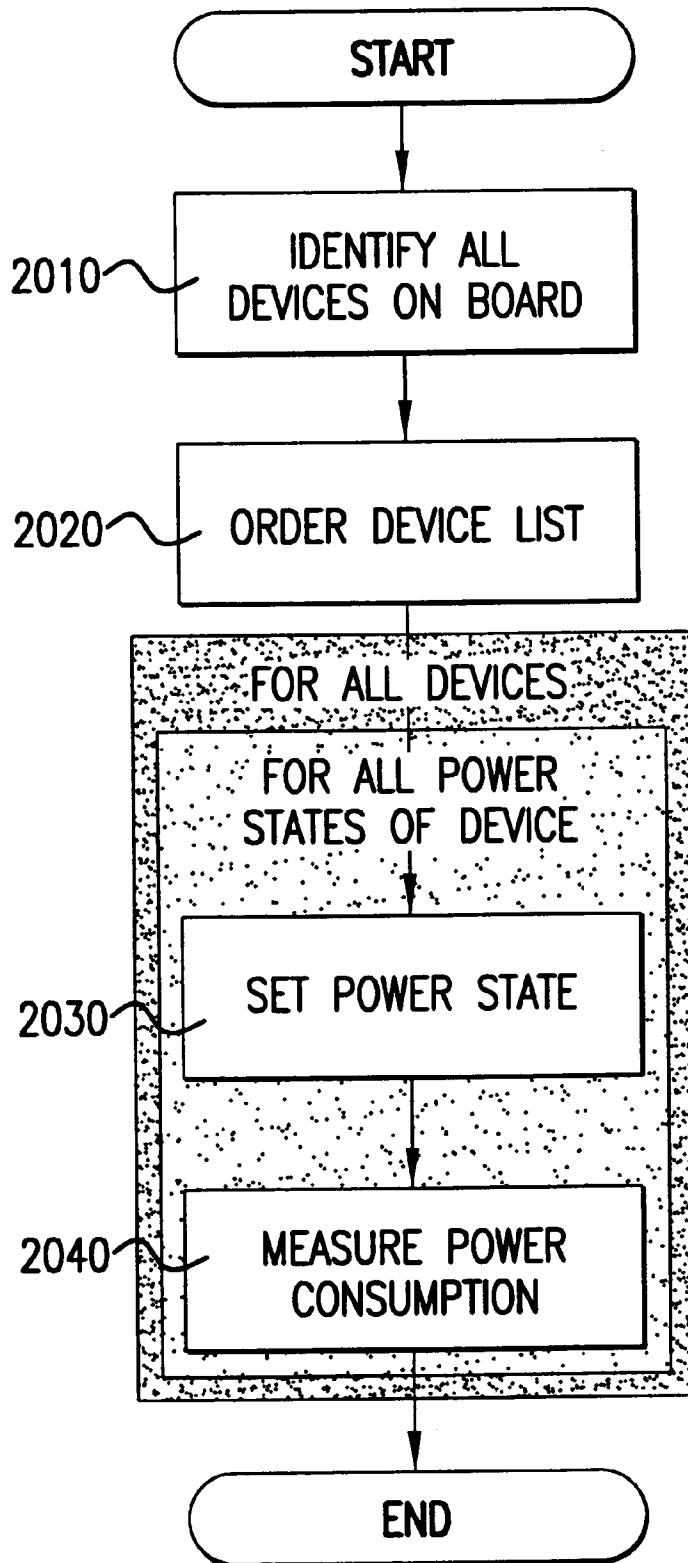 START
2010
IDENTIFY ALL
DEVICES ON BOARD
2020
ORDER DEVICE LIST
FOR ALL DEVICES
FOR ALL POWER
STATES OF DEVICE
2030
SET POWER STATE
2040
MEASURE POWER
CONSUMPTION
END